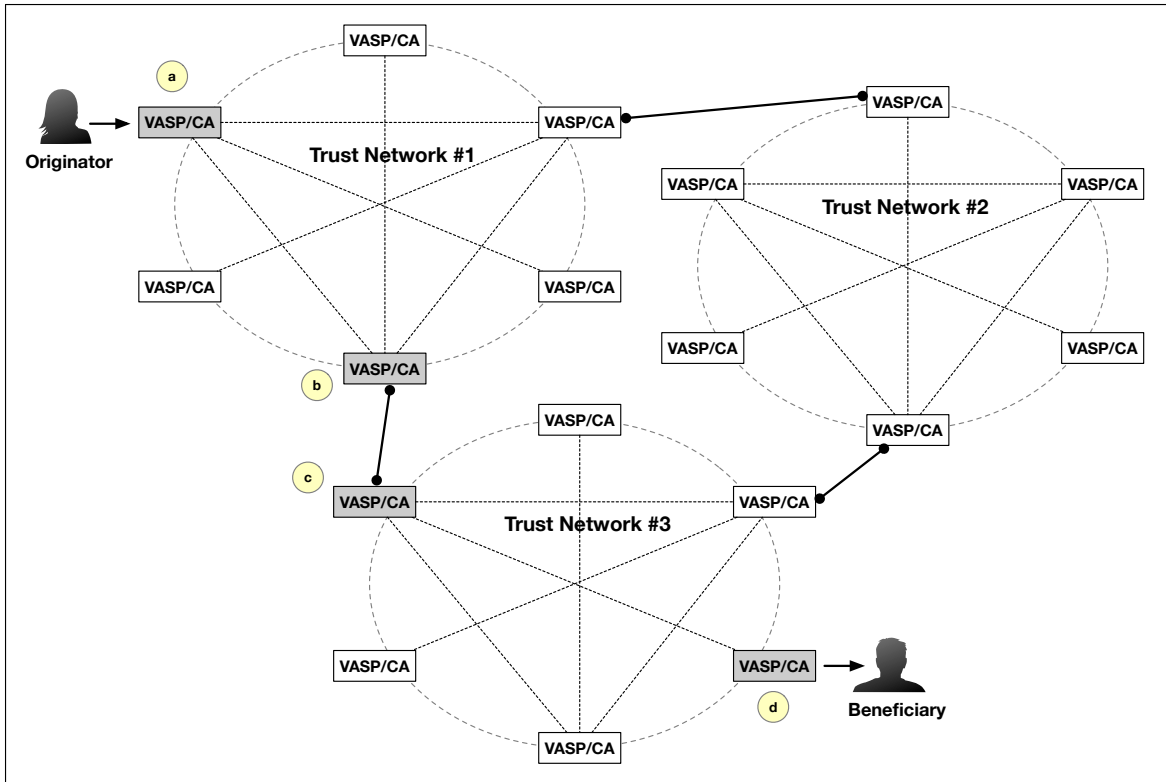 VASP/CA
a
VASP/CA
VASP/CA
Originator
Trust Network #1
VASP/CA
VASP/CA
VASP/CA
b
VASP/CA
VASP/CA
VASP/CA
Trust Network #2
VASP/CA
VASP/CA
VASP/CA
VASP/CA
VASP/CA
c
VASP/CA
VASP/CA
Trust Network #3
VASP/CA
VASP/CA
d
Beneficiary
VASP/CA